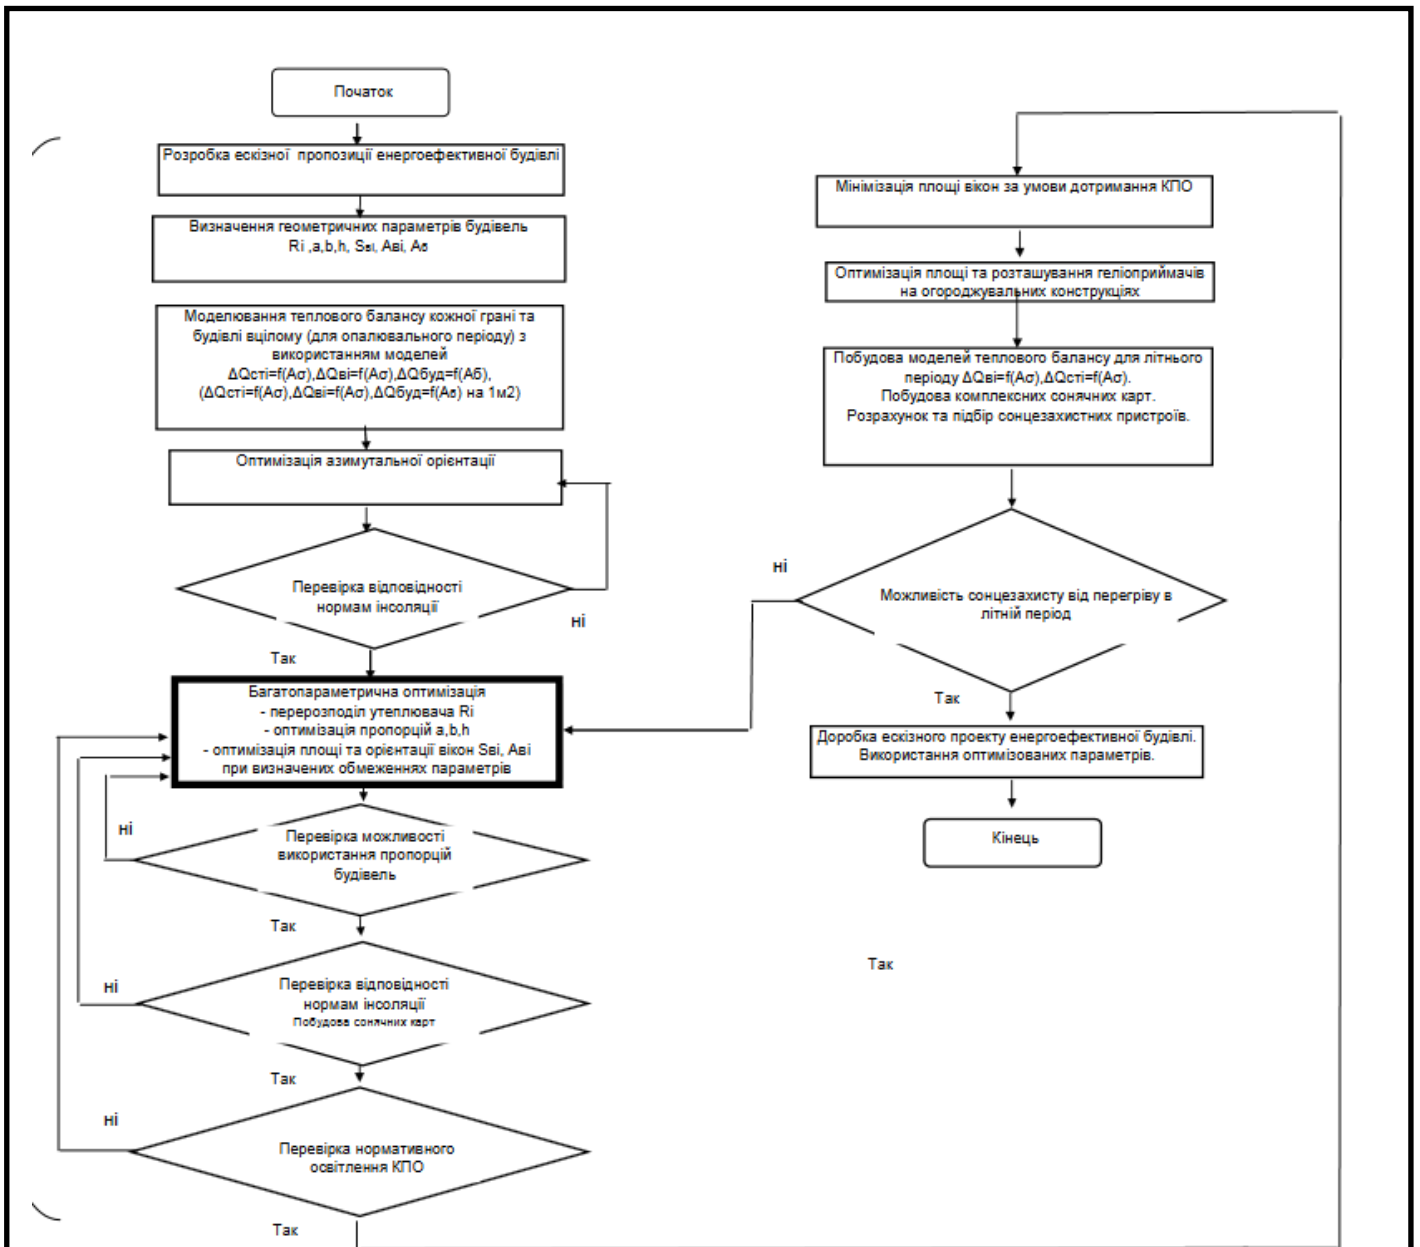 Початок
Розробка ескізної пропозиції енергоефективної будівлі
Визначення геометричних параметрів будівель
Ri ,a,b,h, Sві, Aві, Aб
Моделювання теплового балансу кожної грані та
будівлі вцілому (для опалювального періоду) з
використанням моделей
ΔQсті=f(Aσ),ΔQві=f(Aσ),ΔQбуд=f(Aб),
(ΔQсті=f(Aσ),ΔQві=f(Aσ),ΔQбуд=f(Aб) на 1м2)
Оптимізація азимутальної орієнтації
Перевірка відповідності
нормам інсоляції
ні
Так
Багатопараметрична оптимізація
- перерозподіл утеплювача Ri
- оптимізація пропорцій a,b,h
- оптимізація площі та орієнтації вікон Sві, Aві
при визначених обмеженнях параметрів
ні
Перевірка можливості
використання пропорцій
будівель
Так
ні
Перевірка відповідності
нормам інсоляції
Побудова сонячних карт
Так
ні
Перевірка нормативного
освітлення КПО
Так
Мінімізація площі вікон за умови дотримання КПО
Оптимізація площі та розташування геліоприймачів
на огороджувальних конструкціях
Побудова моделей теплового балансу для літнього
періоду ΔQві=f(Aσ),ΔQсті=f(Aσ).
Побудова комплексних сонячних карт.
Розрахунок та підбір сонцезахистних пристроїв.
ні
Можливість сонцезахисту від перегріву в
літній період
Так
Доробка ескізного проекту енергоефективної будівлі.
Використання оптимізованих параметрів.
Кінець
Так